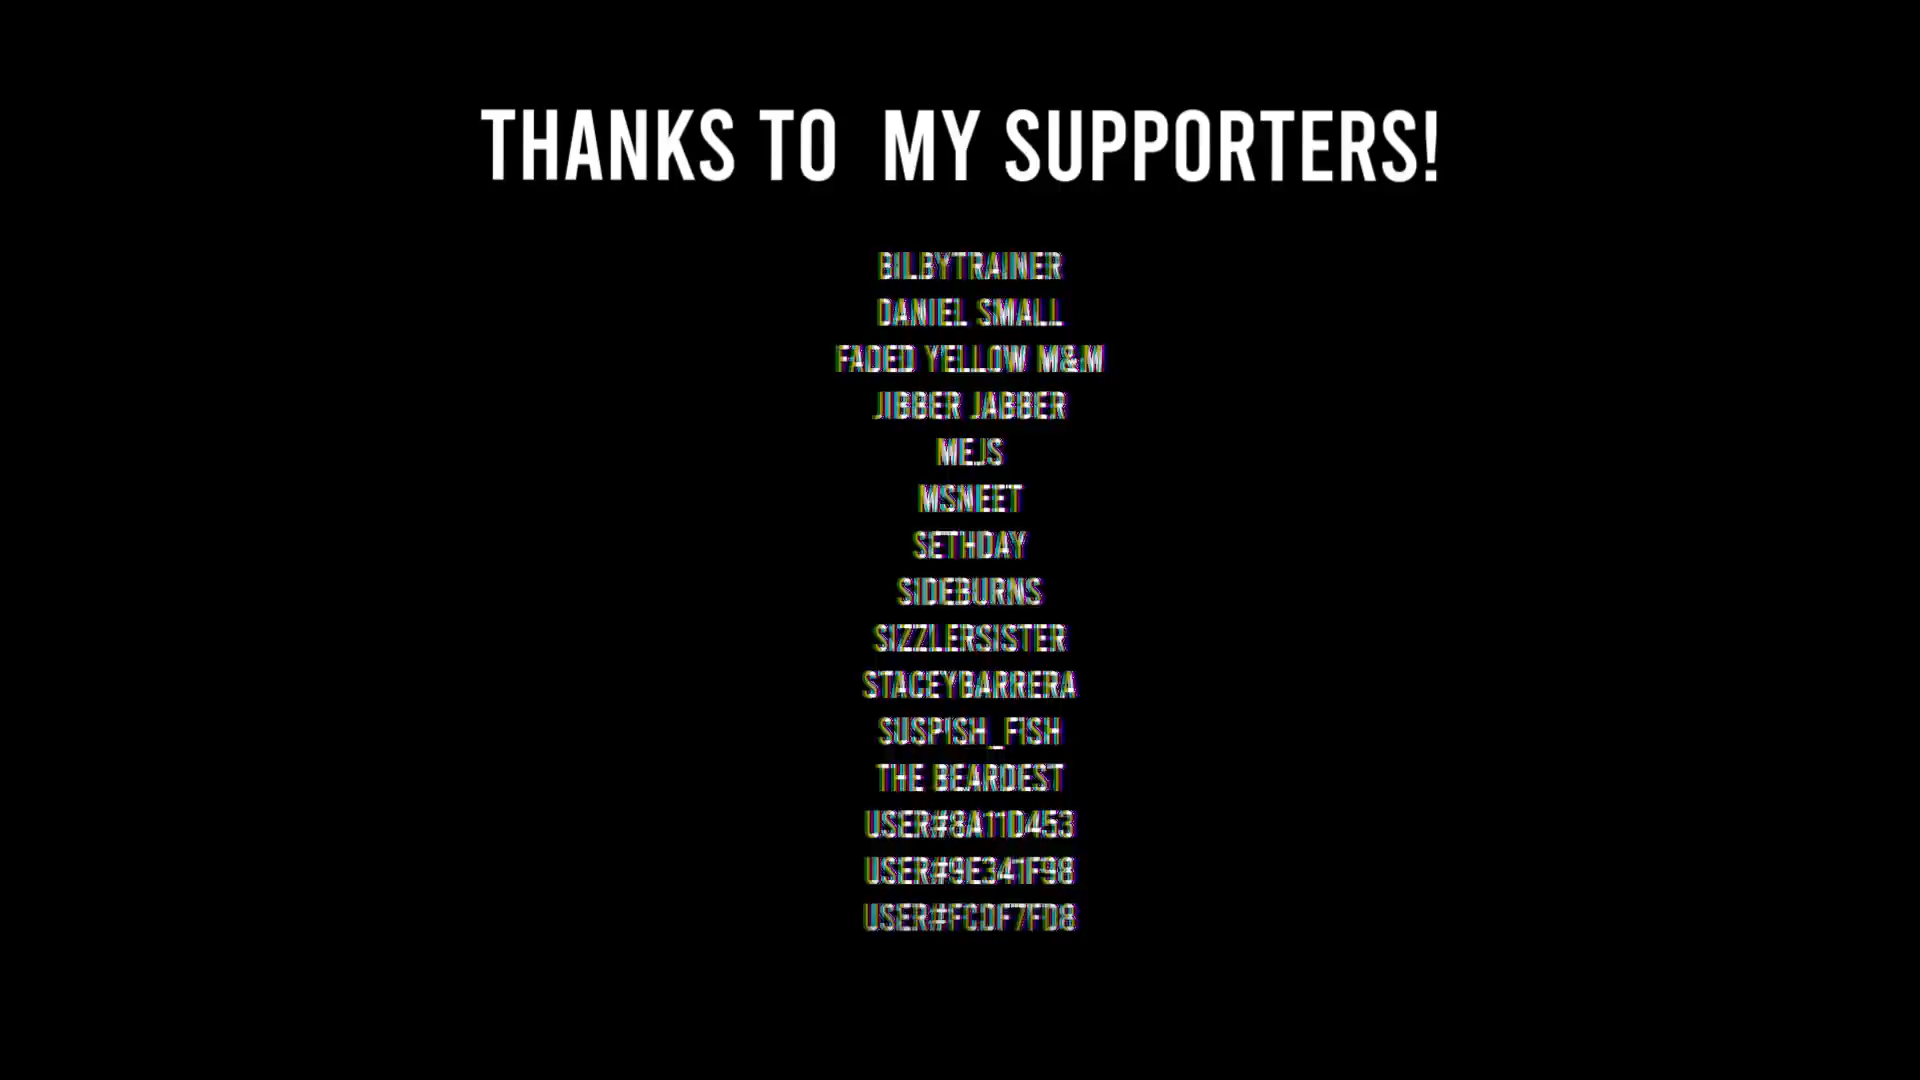 THANKS TO MY SUPPORTERS!
BILBYTRAINER
DANIEL SMALL
FADED YELLOW M&M
JIBBER JABBER
MEJS
MSNEET
SETHDAY
SIDEBURNS
SIZZLERSISTER
STACEYBARRERA
SUSPISH_FISH
THE BEARDEST
USER#8A11D453
USER#9E341F98
USER#FCDF7FD8